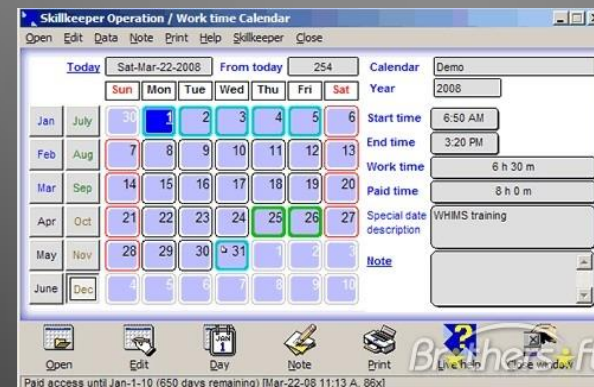 Skillkeeper Operation / Work time Calendar
Open Edit Data Note Print Help Skillkeeper Close
Today Sat-Mar-22-2008 From today 254 Calendar Demo
Sun Mon Tue Wed Thu Fri Sat Year 2008
Jan July 30 1 2 3 4 5 6 Start time 6:50 AM
End time 3:20 PM
Feb Aug 7 8 9 10 11 12 13
Work time 6 h 30 m
Mar Sep 14 15 16 17 18 19 20 Paid time 8 h 0 m
Apr Oct 21 22 23 24 25 26 27 Special date description WHIMS training
May Nov 28 29 30 31 1 2 3 Note
June Dec 4 5 6 7 8 9 10
JAN
1
Open Edit Day Note Print Live help Close window
Brothersoft
Paid access until Jan-1-10 (650 days remaining) [Mar-22-08 11:13 A, 86x]